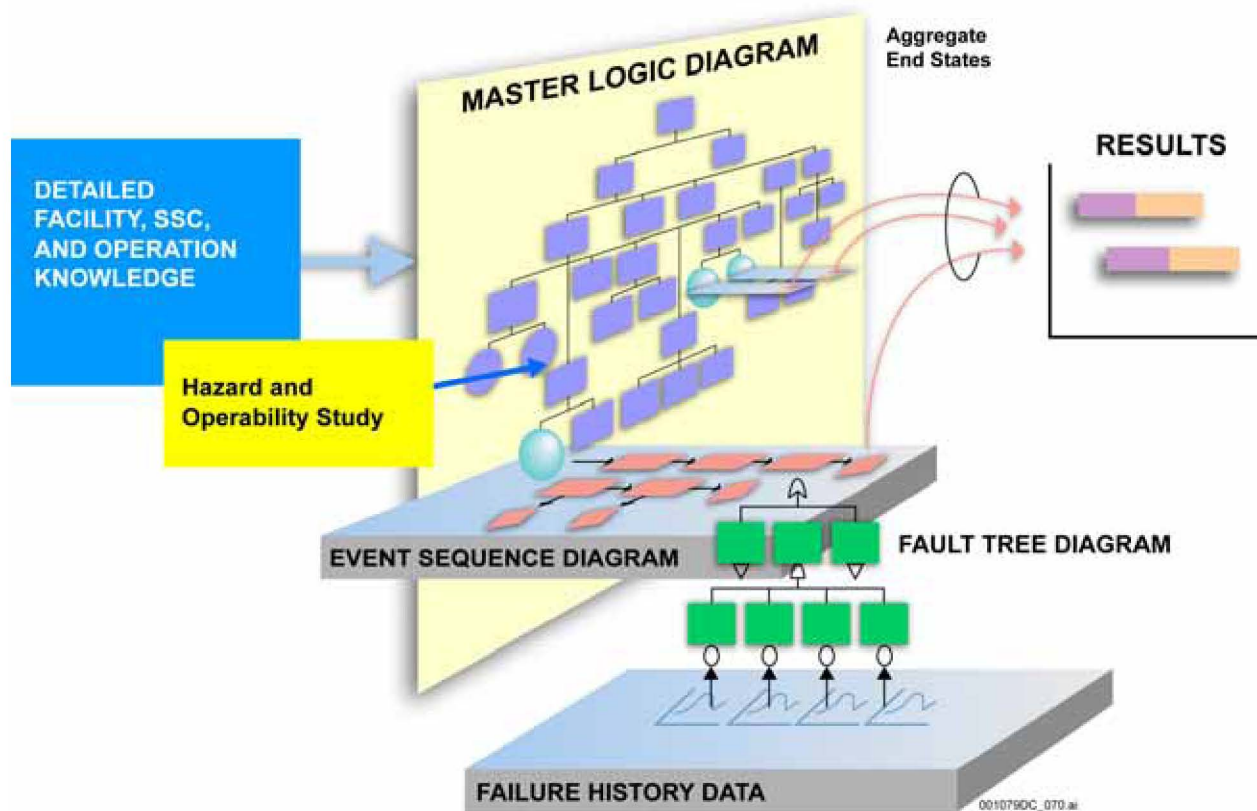 MASTER LOGIC DIAGRAM
Aggregate
End States
RESULTS
DETAILED
FACILITY, SSC,
AND OPERATION
KNOWLEDGE
Hazard and
Operability Study
EVENT SEQUENCE DIAGRAM
FAULT TREE DIAGRAM
FAILURE HISTORY DATA
001079DC_070.ai